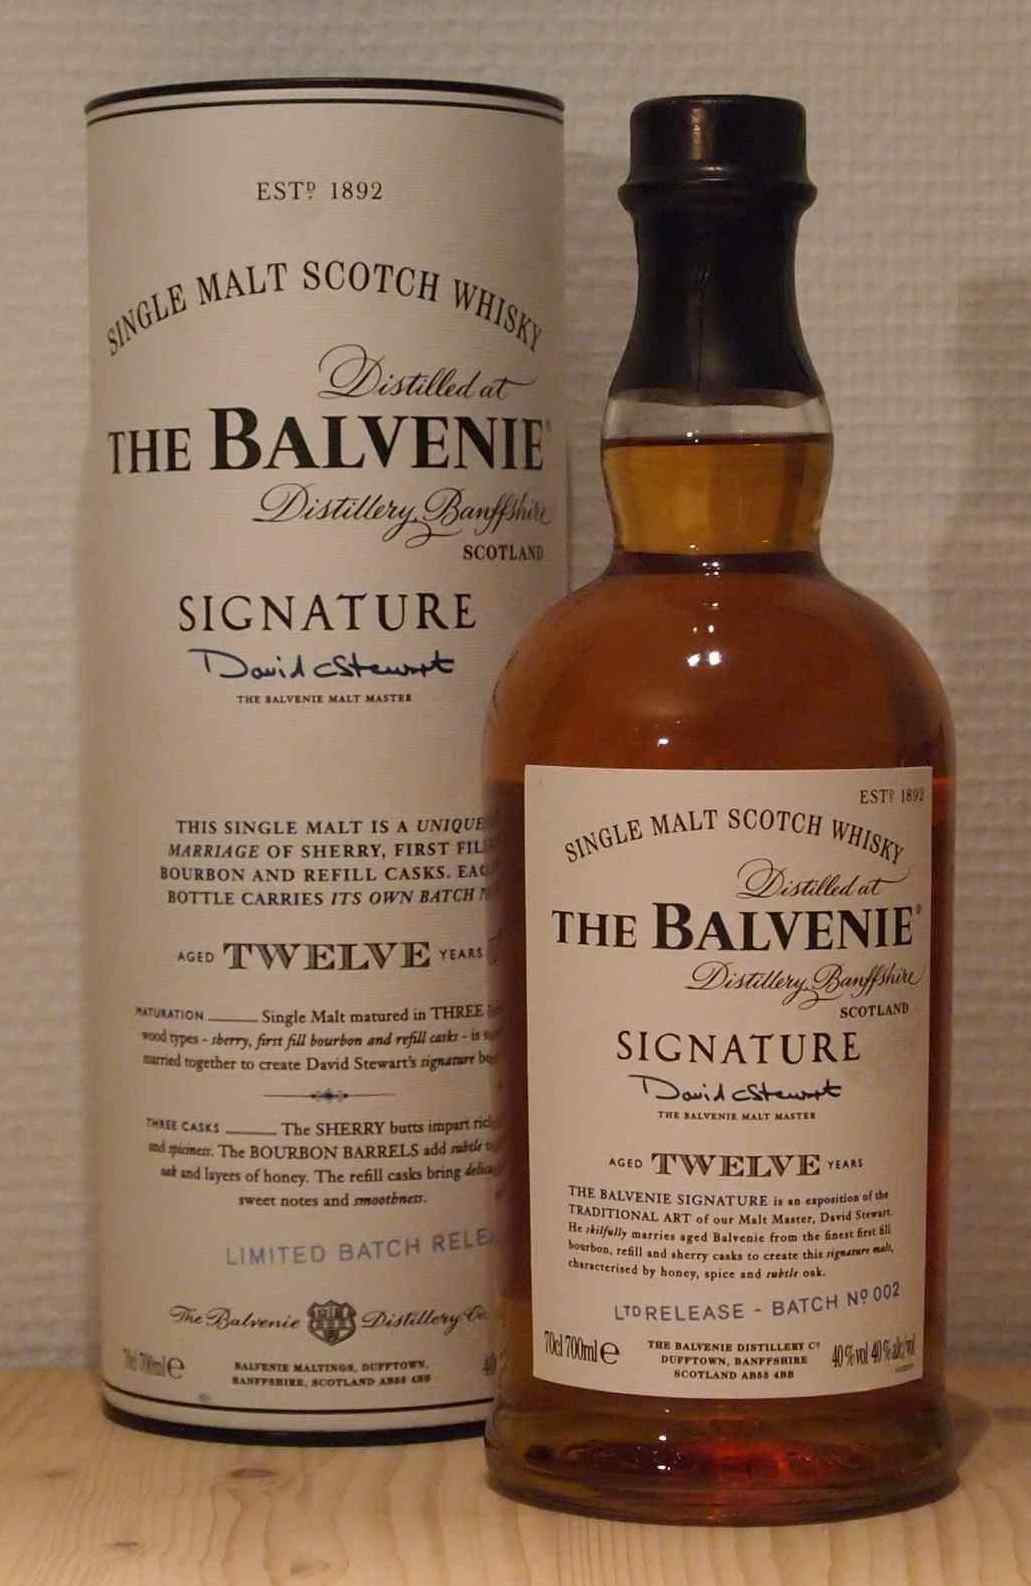 ESTD 1892
SINGLE MALT SCOTCH WHISKY
Distilled at
THE BALVENIE®
Distillery, Banffshire
SCOTLAND
SIGNATURE
David C Stewart
THE BALVENIE MALT MASTER
THIS SINGLE MALT IS A UNIQUE
MARRIAGE OF SHERRY, FIRST FILL
BOURBON AND REFILL CASKS. EACH
BOTTLE CARRIES ITS OWN BATCH
AGED TWELVE YEARS
MATURATION Single Malt matured in THREE
wood types - sherry, first fill bourbon and refill casks - is
married together to create David Stewart's signature
THREE CASKS The SHERRY butts impart
and spiciness. The BOURBON BARRELS add subtle
oak and layers of honey. The refill casks bring
sweet notes and smoothness.
LIMITED BATCH RELEA
The Balvenie Distillery Co.
70cl 700ml e
BALVENIE MALTINGS, DUFFTOWN,
BANFFSHIRE, SCOTLAND AB55 4BB
40
ESTD 1892
SINGLE MALT SCOTCH WHISKY
Distilled at
THE BALVENIE®
Distillery, Banffshire
SCOTLAND
SIGNATURE
David C Stewart
THE BALVENIE MALT MASTER
AGED TWELVE YEARS
THE BALVENIE SIGNATURE is an exposition of the
TRADITIONAL ART of our Malt Master, David Stewart.
He skilfully marries aged Balvenie from the finest first fill
bourbon, refill and sherry casks to create this signature malt,
characterised by honey, spice and subtle oak.
LTD RELEASE - BATCH No 002
70cl 700ml e
THE BALVENIE DISTILLERY Co
DUFFTOWN, BANFFSHIRE
SCOTLAND AB55 4BB
40%vol 40%alc/vol